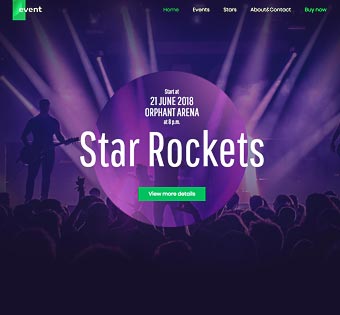 event
Home Events Stars About&Contact Buy now
Start at
21 JUNE 2018
ORPHANT ARENA
at 8 p.m.
Star Rockets
View more details